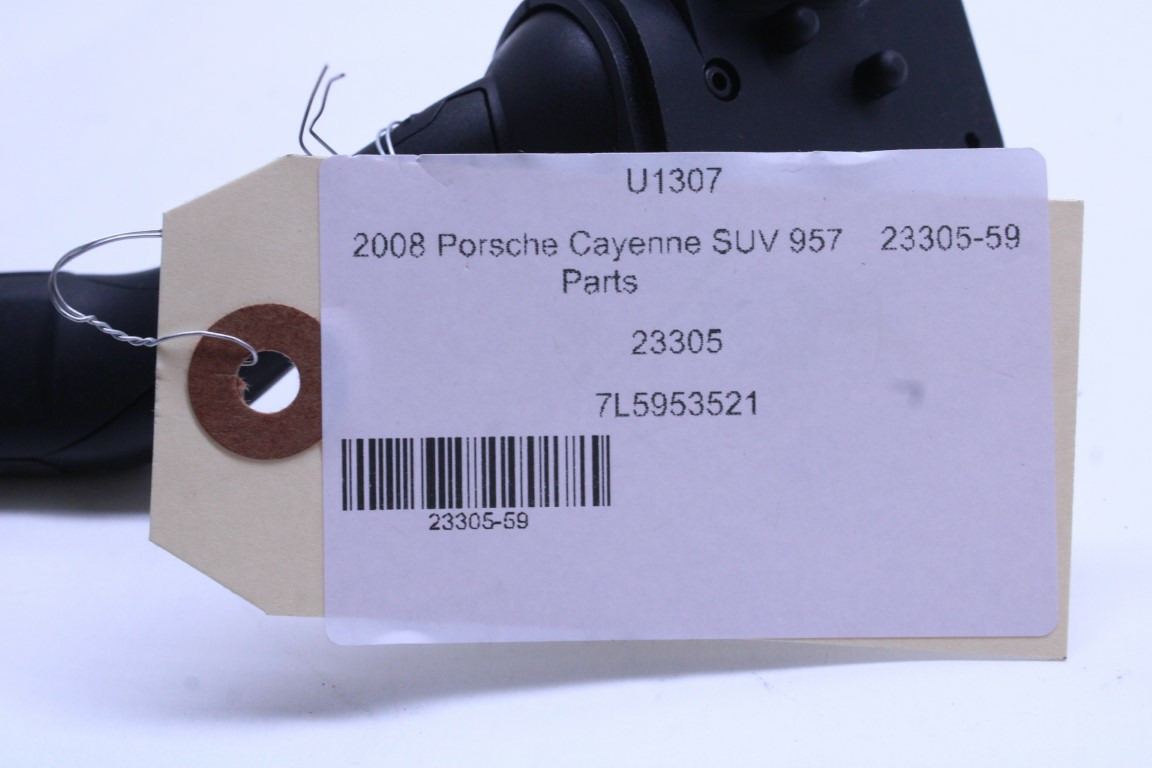 U1307
2008 Porsche Cayenne SUV 957 23305-59
Parts
23305
7L5953521
23305-59